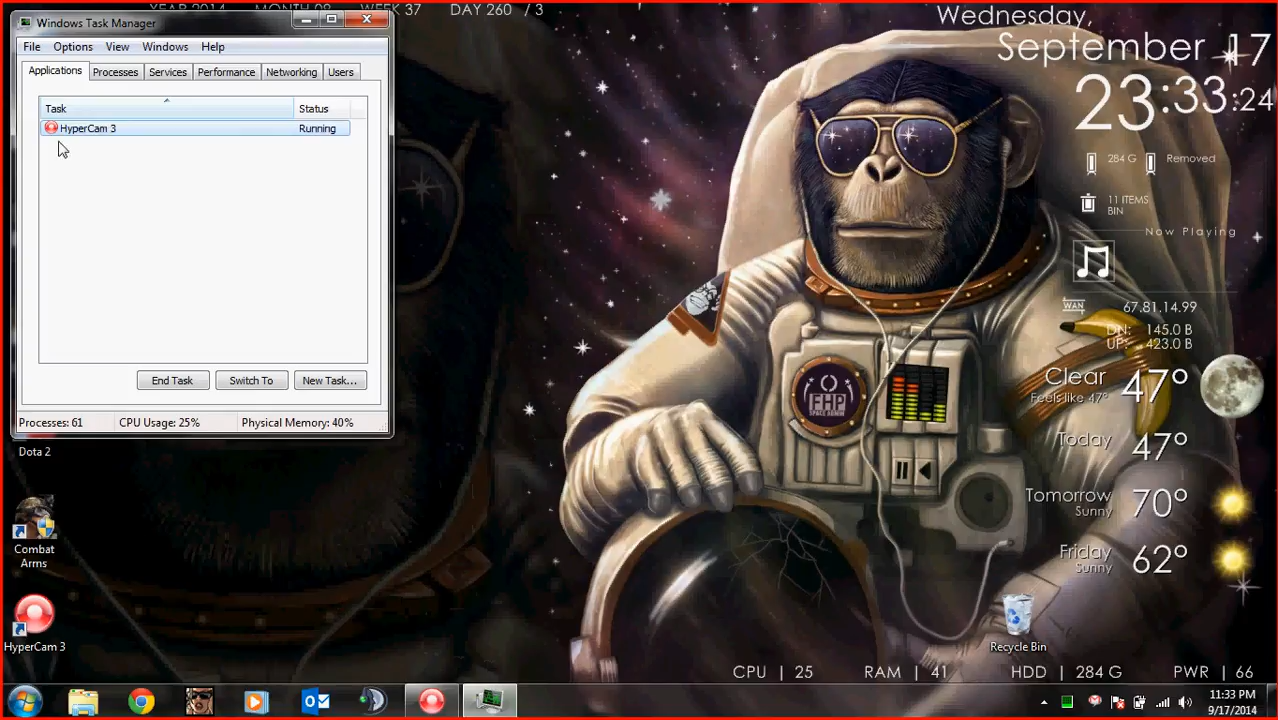 YEAR 2014 MONTH 09 WEEK 37 DAY 260 / 3
Windows Task Manager
File Options View Windows Help
Applications Processes Services Performance Networking Users
Task Status
HyperCam 3 Running
End Task Switch To New Task...
Processes: 61 CPU Usage: 25% Physical Memory: 40%
Dota 2
Combat
Arms
HyperCam 3
Wednesday,
September 17
23:33:24
284 G Removed
11 ITEMS
BIN
Now Playing
WAN 67.81.14.99
DN: 145.0 B
UP: 423.0 B
Clear 47°
Feels like 47°
Today 47°
Tomorrow 70°
Sunny
Friday 62°
Sunny
Recycle Bin
CPU | 25 RAM | 41 HDD | 284 G PWR | 66
11:33 PM
9/17/2014